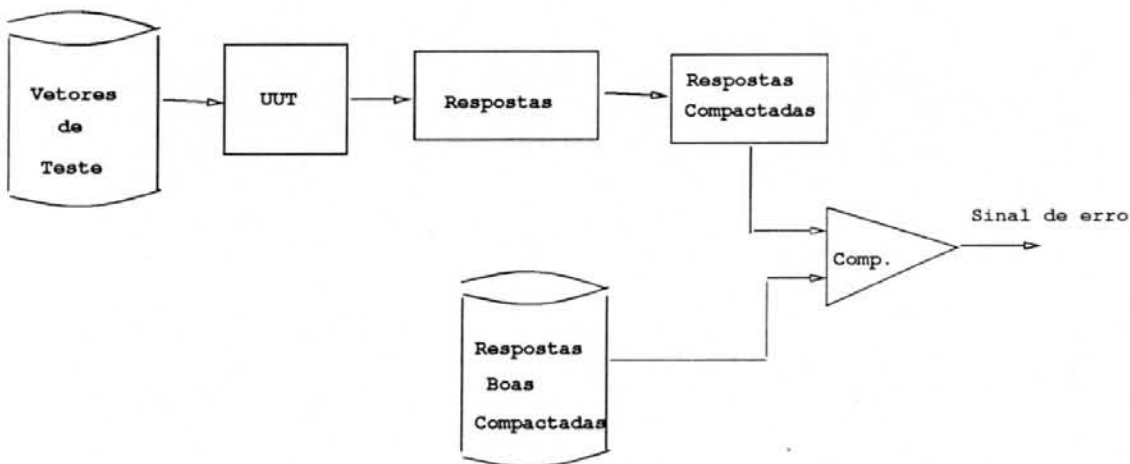 Vetores
de
Teste
UUT
Respostas
Respostas
Compactadas
Sinal de erro
Comp.
Respostas
Boas
Compactadas